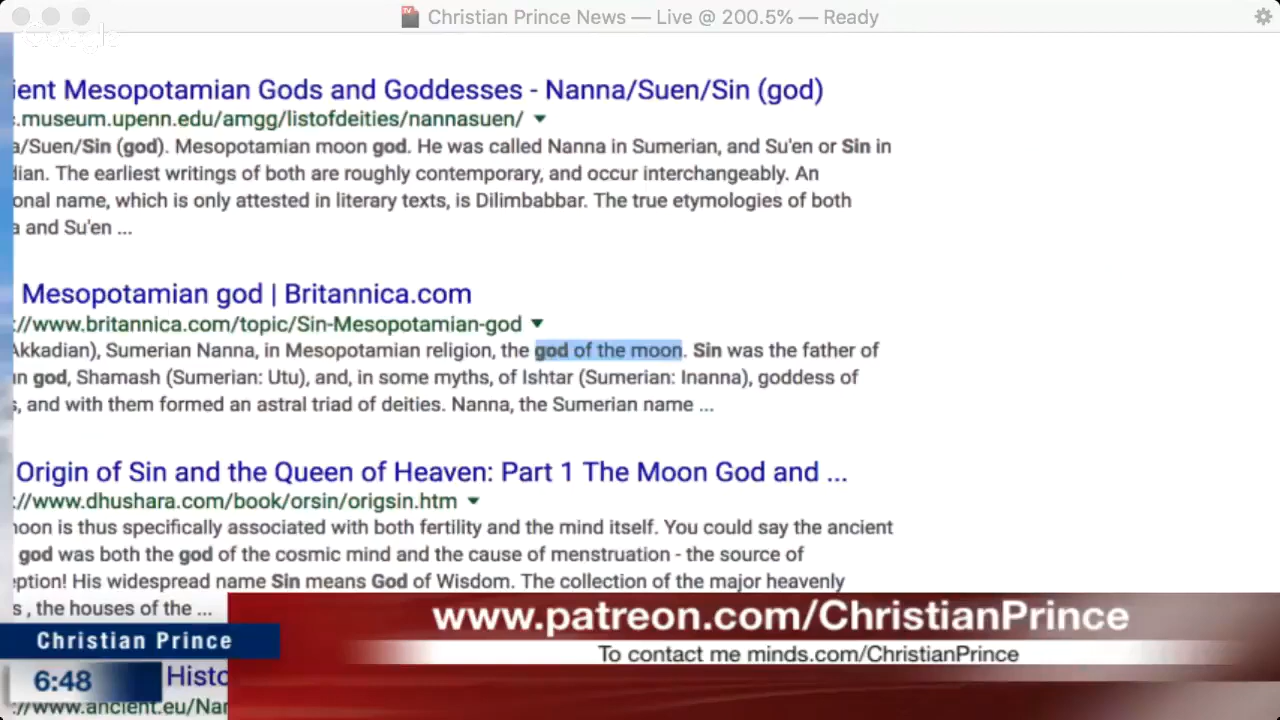 Christian Prince News — Live @ 200.5% — Ready
Google
ient Mesopotamian Gods and Goddesses - Nanna/Suen/Sin (god)
.museum.upenn.edu/amgg/listofdeities/nannasuen/
a/Suen/Sin (god). Mesopotamian moon god. He was called Nanna in Sumerian, and Su'en or Sin in
dian. The earliest writings of both are roughly contemporary, and occur interchangeably. An
onal name, which is only attested in literary texts, is Dilimbabbar. The true etymologies of both
a and Su'en ...
Mesopotamian god | Britannica.com
://www.britannica.com/topic/Sin-Mesopotamian-god
Akkadian), Sumerian Nanna, in Mesopotamian religion, the god of the moon. Sin was the father of
un god, Shamash (Sumerian: Utu), and, in some myths, of Ishtar (Sumerian: Inanna), goddess of
s, and with them formed an astral triad of deities. Nanna, the Sumerian name ...
Origin of Sin and the Queen of Heaven: Part 1 The Moon God and ...
://www.dhushara.com/book/orsin/origsin.htm
noon is thus specifically associated with both fertility and the mind itself. You could say the ancient
god was both the god of the cosmic mind and the cause of menstruation - the source of
eption! His widespread name Sin means God of Wisdom. The collection of the major heavenly
s , the houses of the ...
www.patreon.com/ChristianPrince
Christian Prince
To contact me minds.com/ChristianPrince
6:48
Histo
://www.ancient.eu/Nan